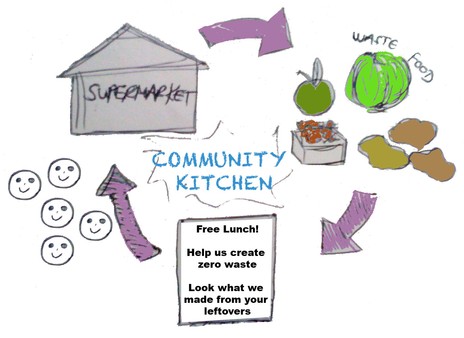 SUPERMARKET
WASTE FOOD
COMMUNITY
KITCHEN
Free Lunch!
Help us create
zero waste
Look what we
made from your
leftovers